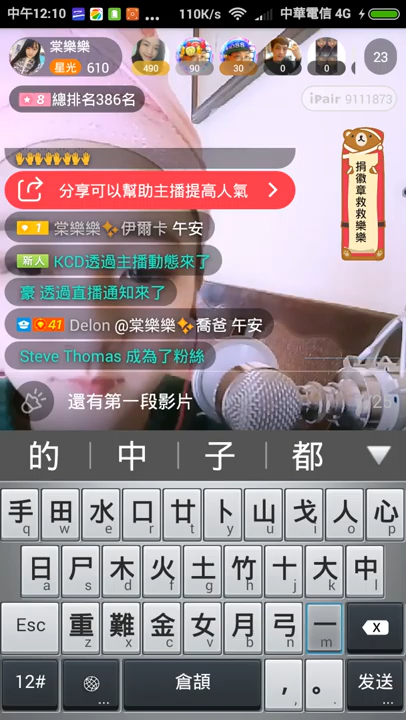 中午12:10 ... 110K/s 中華電信 4G
棠樂樂
星光 610
490 90 30 0 0 23
8 總排名386名
iPair 9111873
捐徽章救救樂樂
分享可以幫助主播提高人氣
1 棠樂樂✨伊爾卡 午安
新人 KCD透過主播動態來了
豪 透過直播通知來了
41 Delon @棠樂樂✨喬爸 午安
Steve Thomas 成為了粉絲
還有第一段影片 /25
的 中 子 都
手 田 水 口 廿 卜 山 戈 人 心
q w e r t y u i o p
日 尸 木 火 土 竹 十 大 中
a s d f g h j k l
Esc 重 難 金 女 月 弓 一
z x c v b n m
12# ... 倉頡 , 。 发送 ...